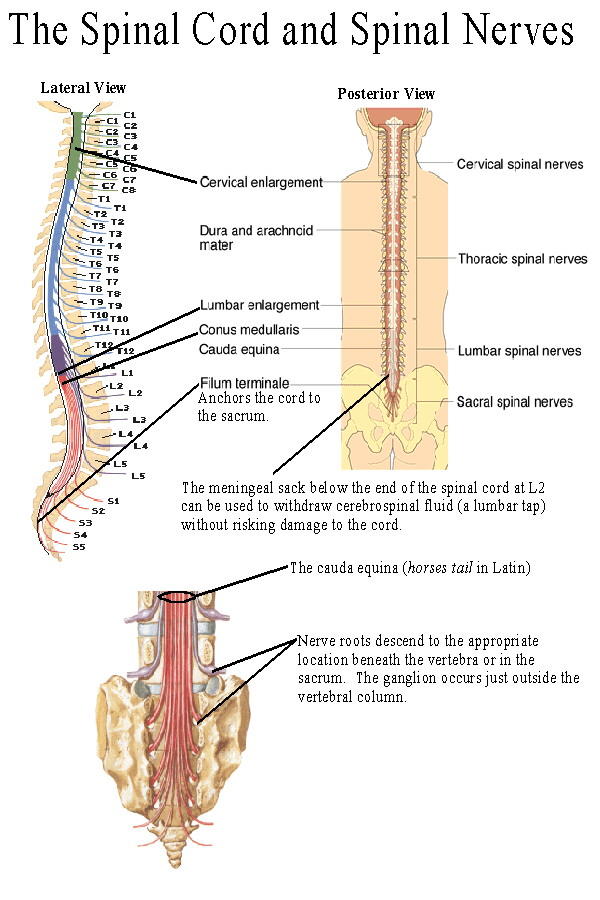 The Spinal Cord and Spinal Nerves
Lateral View
C1
C1
C2
C2
C3
C3
C4
C4
C5
C5
C6
C6
C7
C7
C8
T1
T1
T2
T2
T3
T3
T4
T4
T5
T5
T6
T6
T7
T7
T8
T8
T9
T9
T10
T10
T11
T11
T12
T12
L1
L1
L2
L2
L3
L3
L4
L4
L5
L5
S1
S2
S3
S4
S5
Posterior View
Cervical enlargement
Dura and arachncid
mater
Lumbar enlargement
Conus medullaris
Cauda equina
Filum terminale
Anchors the cord to
the sacrum.
Cervical spinal nerves
Thoracic spinal nerves
Lumbar spinal nerves
Sacral spinal nerves
The meningeal sack below the end of the spinal cord at L2
can be used to withdraw cerebrospinal fluid (a lumbar tap)
without risking damage to the cord.
The cauda equina (horses tail in Latin)
Nerve roots descend to the appropriate
location beneath the vertebra or in the
sacrum. The ganglion occurs just outside the
vertebral column.